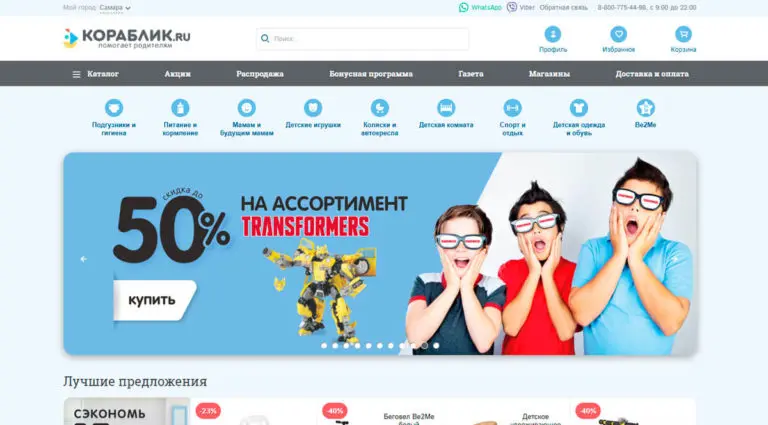 Мой город: Самара
WhatsApp Viber Обратная связь 8-800-775-44-98, с 9:00 до 22:00
КОРАБЛИК.RU
помогает родителям
Поиск...
Профиль Избранное Корзина
Каталог Акции Распродажа Бонусная программа Газета Магазины Доставка и оплата
Подгузники и гигиена
Питание и кормление
Мамам и будущим мамам
Детские игрушки
Коляски и автокресла
Детская комната
Спорт и отдых
Детская одежда и обувь
Be2Me
скидка до
50%
НА АССОРТИМЕНТ
TRANSFORMERS
КУПИТЬ
Лучшие предложения
СЭКОНОМЬ
-23%
-40%
Беговел Be2Me
белый
Детское
-40%